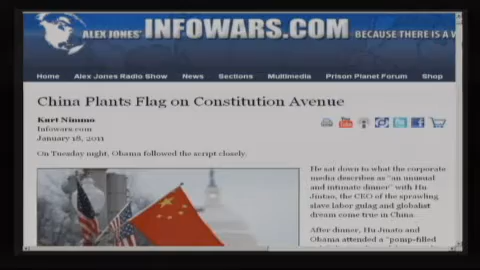 ALEX JONES' INFOWARS.COM BECAUSE THERE IS A W
Home Alex Jones Radio Show News Sections Multimedia Prison Planet Forum Shop
China Plants Flag on Constitution Avenue
Kurt Nimmo
Infowars.com
January 18, 2011
On Tuesday night, Obama followed the script closely.
He sat down to what the corporate
media describes as "an unusual
and intimate dinner" with Hu
Jintao, the CEO of the sprawling
slave labor gulag and globalist
dream come true in China.
After dinner, Hu Jinato and
Obama attended a "pomp-filled